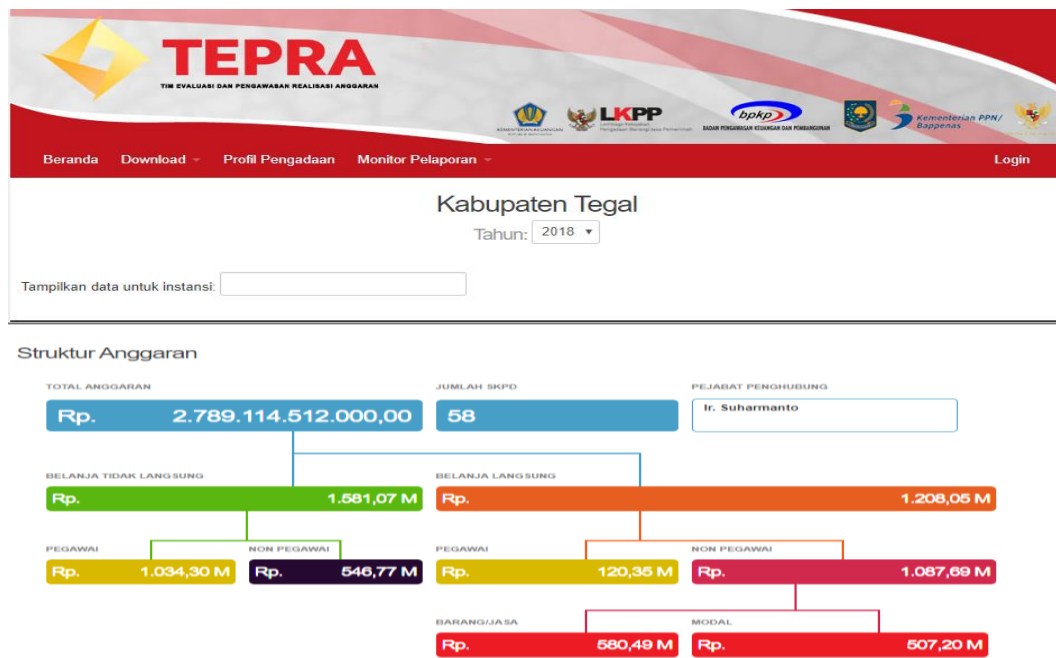 TEPRA
TIM EVALUASI DAN PENGAWASAN REALISASI ANGGARAN
KEMENTERIAN KEUANGAN
LKPP
bpkp
BADAN PENGAWASAN KEUANGAN DAN PEMBANGUNAN
Kementerian PPN/
Bappenas
Beranda Download Profil Pengadaan Monitor Pelaporan Login
Kabupaten Tegal
Tahun: 2018
Tampilkan data untuk instansi:
Struktur Anggaran
TOTAL ANGGARAN JUMLAH SKPD PEJABAT PENGHUBUNG
Rp. 2.789.114.512.000,00 58 Ir. Suharmanto
BELANJA TIDAK LANGSUNG BELANJA LANGSUNG
Rp. 1.581,07 M Rp. 1.208,05 M
PEGAWAI NON PEGAWAI PEGAWAI NON PEGAWAI
Rp. 1.034,30 M Rp. 546,77 M Rp. 120,35 M Rp. 1.087,69 M
BARANG/JASA MODAL
Rp. 580,49 M Rp. 507,20 M